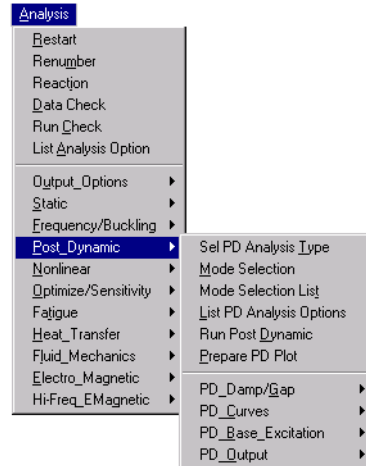 Analysis
Restart
Renumber
Reaction
Data Check
Run Check
List Analysis Option
Output_Options
Static
Frequency/Buckling
Post_Dynamic
Nonlinear
Optimize/Sensitivity
Fatigue
Heat_Transfer
Fluid_Mechanics
Electro_Magnetic
Hi-Freq_EMagnetic
Sel PD Analysis Type
Mode Selection
Mode Selection List
List PD Analysis Options
Run Post Dynamic
Prepare PD Plot
PD_Damp/Gap
PD_Curves
PD_Base_Excitation
PD_Output